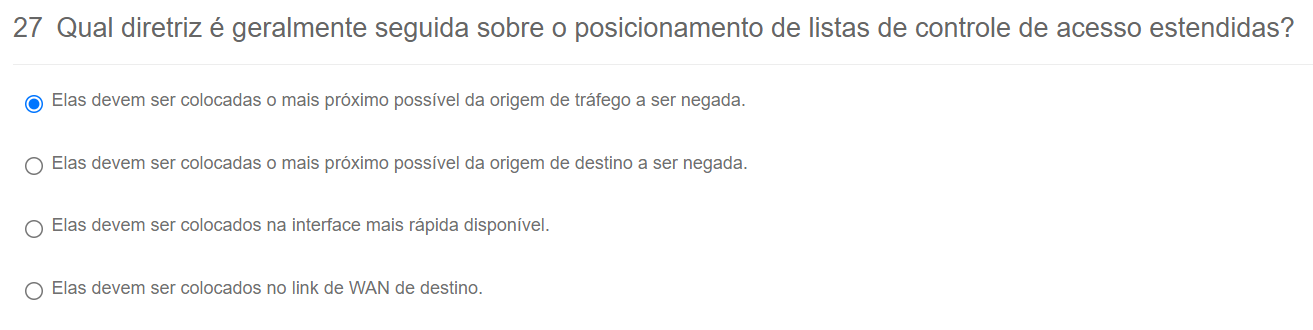 27 Qual diretriz é geralmente seguida sobre o posicionamento de listas de controle de acesso estendidas?
Elas devem ser colocadas o mais próximo possível da origem de tráfego a ser negada.
Elas devem ser colocadas o mais próximo possível da origem de destino a ser negada.
Elas devem ser colocados na interface mais rápida disponível.
Elas devem ser colocados no link de WAN de destino.